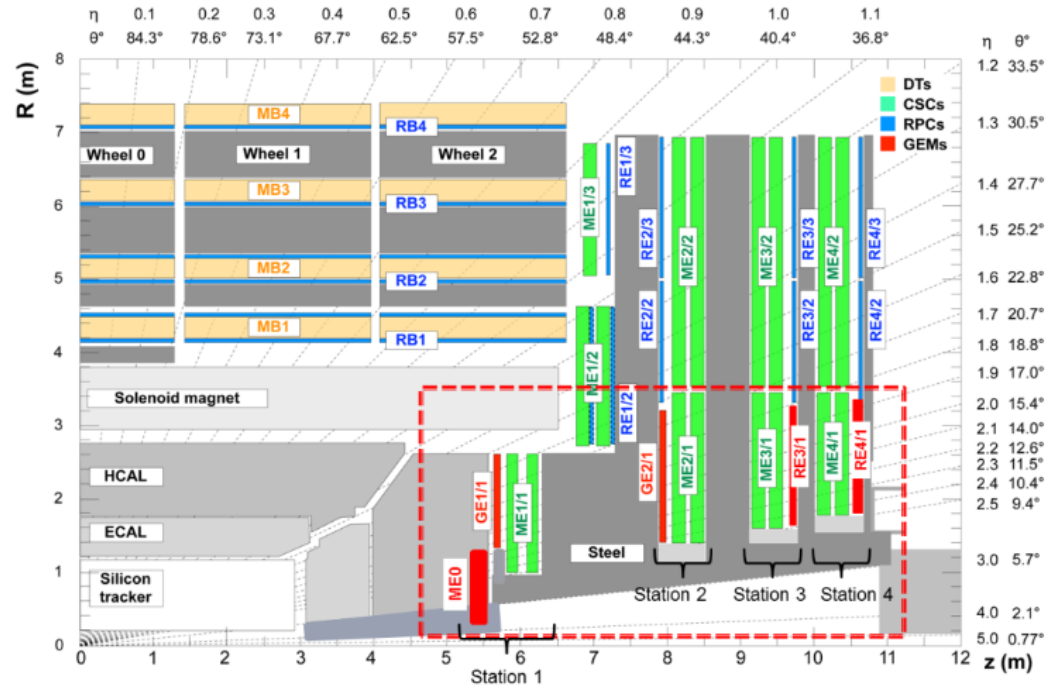 η 0.1 0.2 0.3 0.4 0.5 0.6 0.7 0.8 0.9 1.0 1.1
θ° 84.3° 78.6° 73.1° 67.7° 62.5° 57.5° 52.8° 48.4° 44.3° 40.4° 36.8° η θ°
R (m)
8
7
6
5
4
3
2
1
0
1.2 33.5°
1.3 30.5°
1.4 27.7°
1.5 25.2°
1.6 22.8°
1.7 20.7°
1.8 18.8°
1.9 17.0°
2.0 15.4°
2.1 14.0°
2.2 12.6°
2.3 11.5°
2.4 10.4°
2.5 9.4°
3.0 5.7°
4.0 2.1°
5.0 0.77°
DTs
CSCs
RPCs
GEMs
MB4
RB4
Wheel 0
Wheel 1
Wheel 2
MB3
RB3
MB2
RB2
MB1
RB1
Solenoid magnet
HCAL
ECAL
Silicon
tracker
Steel
ME0
GE1/1
ME1/1
ME1/2
RE1/2
ME1/3
RE1/3
RE2/3
RE2/2
GE2/1
ME2/2
ME2/1
ME3/2
ME3/1
RE3/3
RE3/2
RE3/1
ME4/2
ME4/1
RE4/3
RE4/2
RE4/1
Station 2
Station 3
Station 4
0 1 2 3 4 5 6 7 8 9 10 11 12
Station 1
z (m)